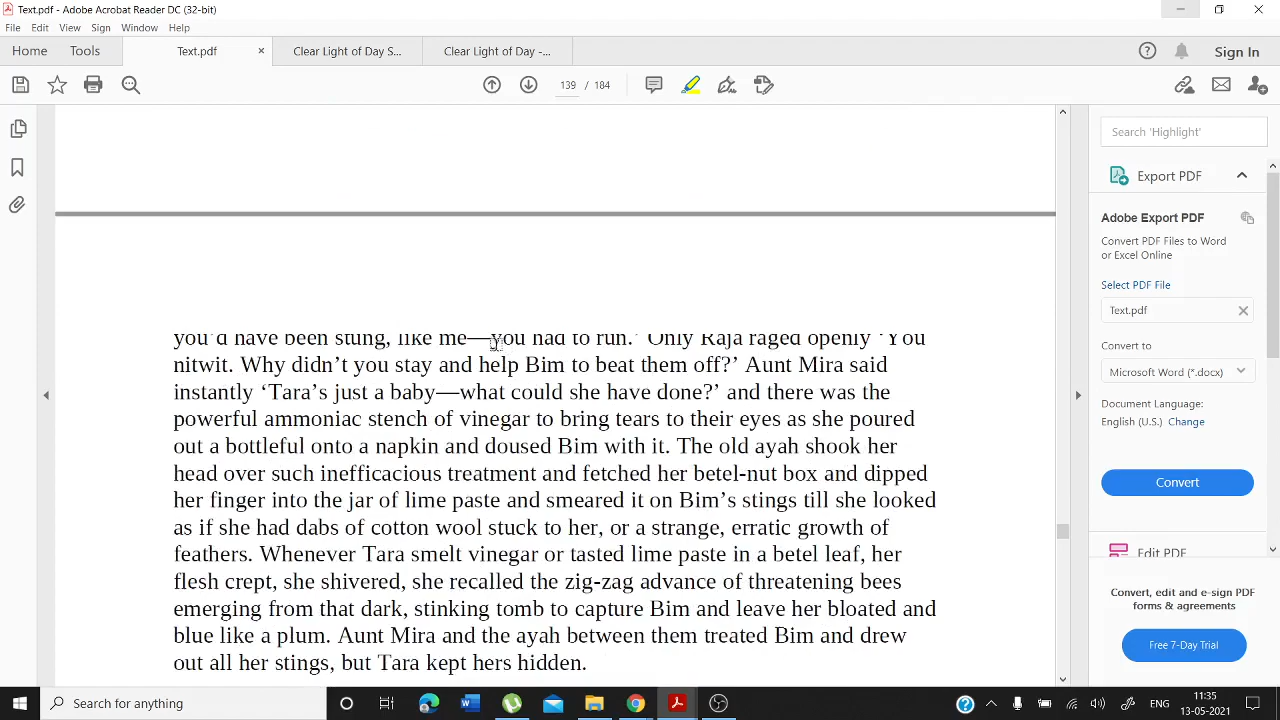 Text.pdf - Adobe Acrobat Reader DC (32-bit)
File Edit View Sign Window Help
Home Tools Text.pdf × Clear Light of Day S... Clear Light of Day -... Sign In
139 / 184
you'd have been stung, like me—you had to run.' Only Raja raged openly 'You
nitwit. Why didn't you stay and help Bim to beat them off?' Aunt Mira said
instantly 'Tara's just a baby—what could she have done?' and there was the
powerful ammoniac stench of vinegar to bring tears to their eyes as she poured
out a bottleful onto a napkin and doused Bim with it. The old ayah shook her
head over such inefficacious treatment and fetched her betel-nut box and dipped
her finger into the jar of lime paste and smeared it on Bim's stings till she looked
as if she had dabs of cotton wool stuck to her, or a strange, erratic growth of
feathers. Whenever Tara smelt vinegar or tasted lime paste in a betel leaf, her
flesh crept, she shivered, she recalled the zig-zag advance of threatening bees
emerging from that dark, stinking tomb to capture Bim and leave her bloated and
blue like a plum. Aunt Mira and the ayah between them treated Bim and drew
out all her stings, but Tara kept hers hidden.
Search 'Highlight'
Export PDF
Adobe Export PDF
Convert PDF Files to Word
or Excel Online
Select PDF File
Text.pdf
Convert to
Microsoft Word (*.docx)
Document Language:
English (U.S.) Change
Convert
Edit PDF
Convert, edit and e-sign PDF
forms & agreements
Free 7-Day Trial
Search for anything
ENG
11:35
13-05-2021